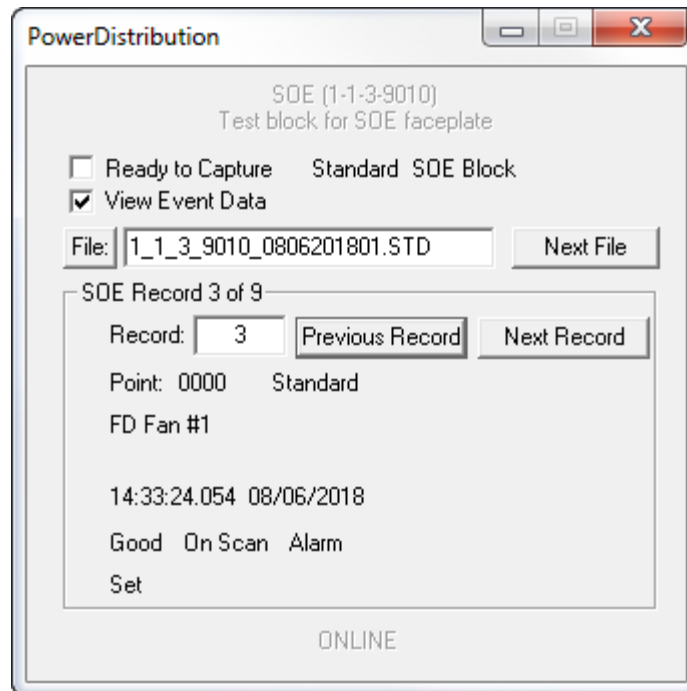 PowerDistribution
SOE (1-1-3-9010)
Test block for SOE faceplate
Ready to Capture Standard SOE Block
View Event Data
File: 1_1_3_9010_0806201801.STD Next File
SOE Record 3 of 9
Record: 3 Previous Record Next Record
Point: 0000 Standard
FD Fan #1
14:33:24.054 08/06/2018
Good On Scan Alarm
Set
ONLINE